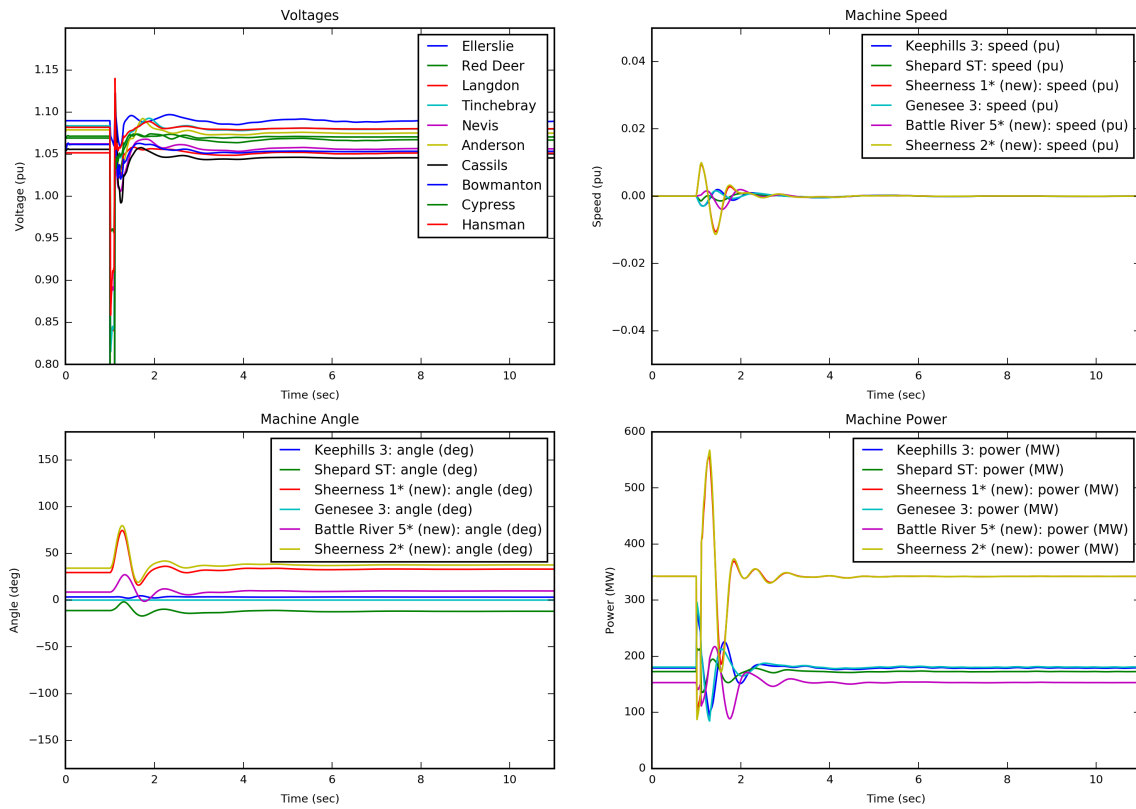 Voltages
1.15
1.10
1.05
1.00
0.95
0.90
0.85
0.80
Voltage (pu)
Ellerslie
Red Deer
Langdon
Tinchebray
Nevis
Anderson
Cassils
Bowmanton
Cypress
Hansman
0 2 4 6 8 10
Time (sec)
Machine Speed
0.04
0.02
0.00
−0.02
−0.04
Speed (pu)
Keephills 3: speed (pu)
Shepard ST: speed (pu)
Sheerness 1* (new): speed (pu)
Genesee 3: speed (pu)
Battle River 5* (new): speed (pu)
Sheerness 2* (new): speed (pu)
0 2 4 6 8 10
Time (sec)
Machine Angle
150
100
50
0
−50
−100
−150
Angle (deg)
Keephills 3: angle (deg)
Shepard ST: angle (deg)
Sheerness 1* (new): angle (deg)
Genesee 3: angle (deg)
Battle River 5* (new): angle (deg)
Sheerness 2* (new): angle (deg)
0 2 4 6 8 10
Time (sec)
Machine Power
600
500
400
300
200
100
0
Power (MW)
Keephills 3: power (MW)
Shepard ST: power (MW)
Sheerness 1* (new): power (MW)
Genesee 3: power (MW)
Battle River 5* (new): power (MW)
Sheerness 2* (new): power (MW)
0 2 4 6 8 10
Time (sec)